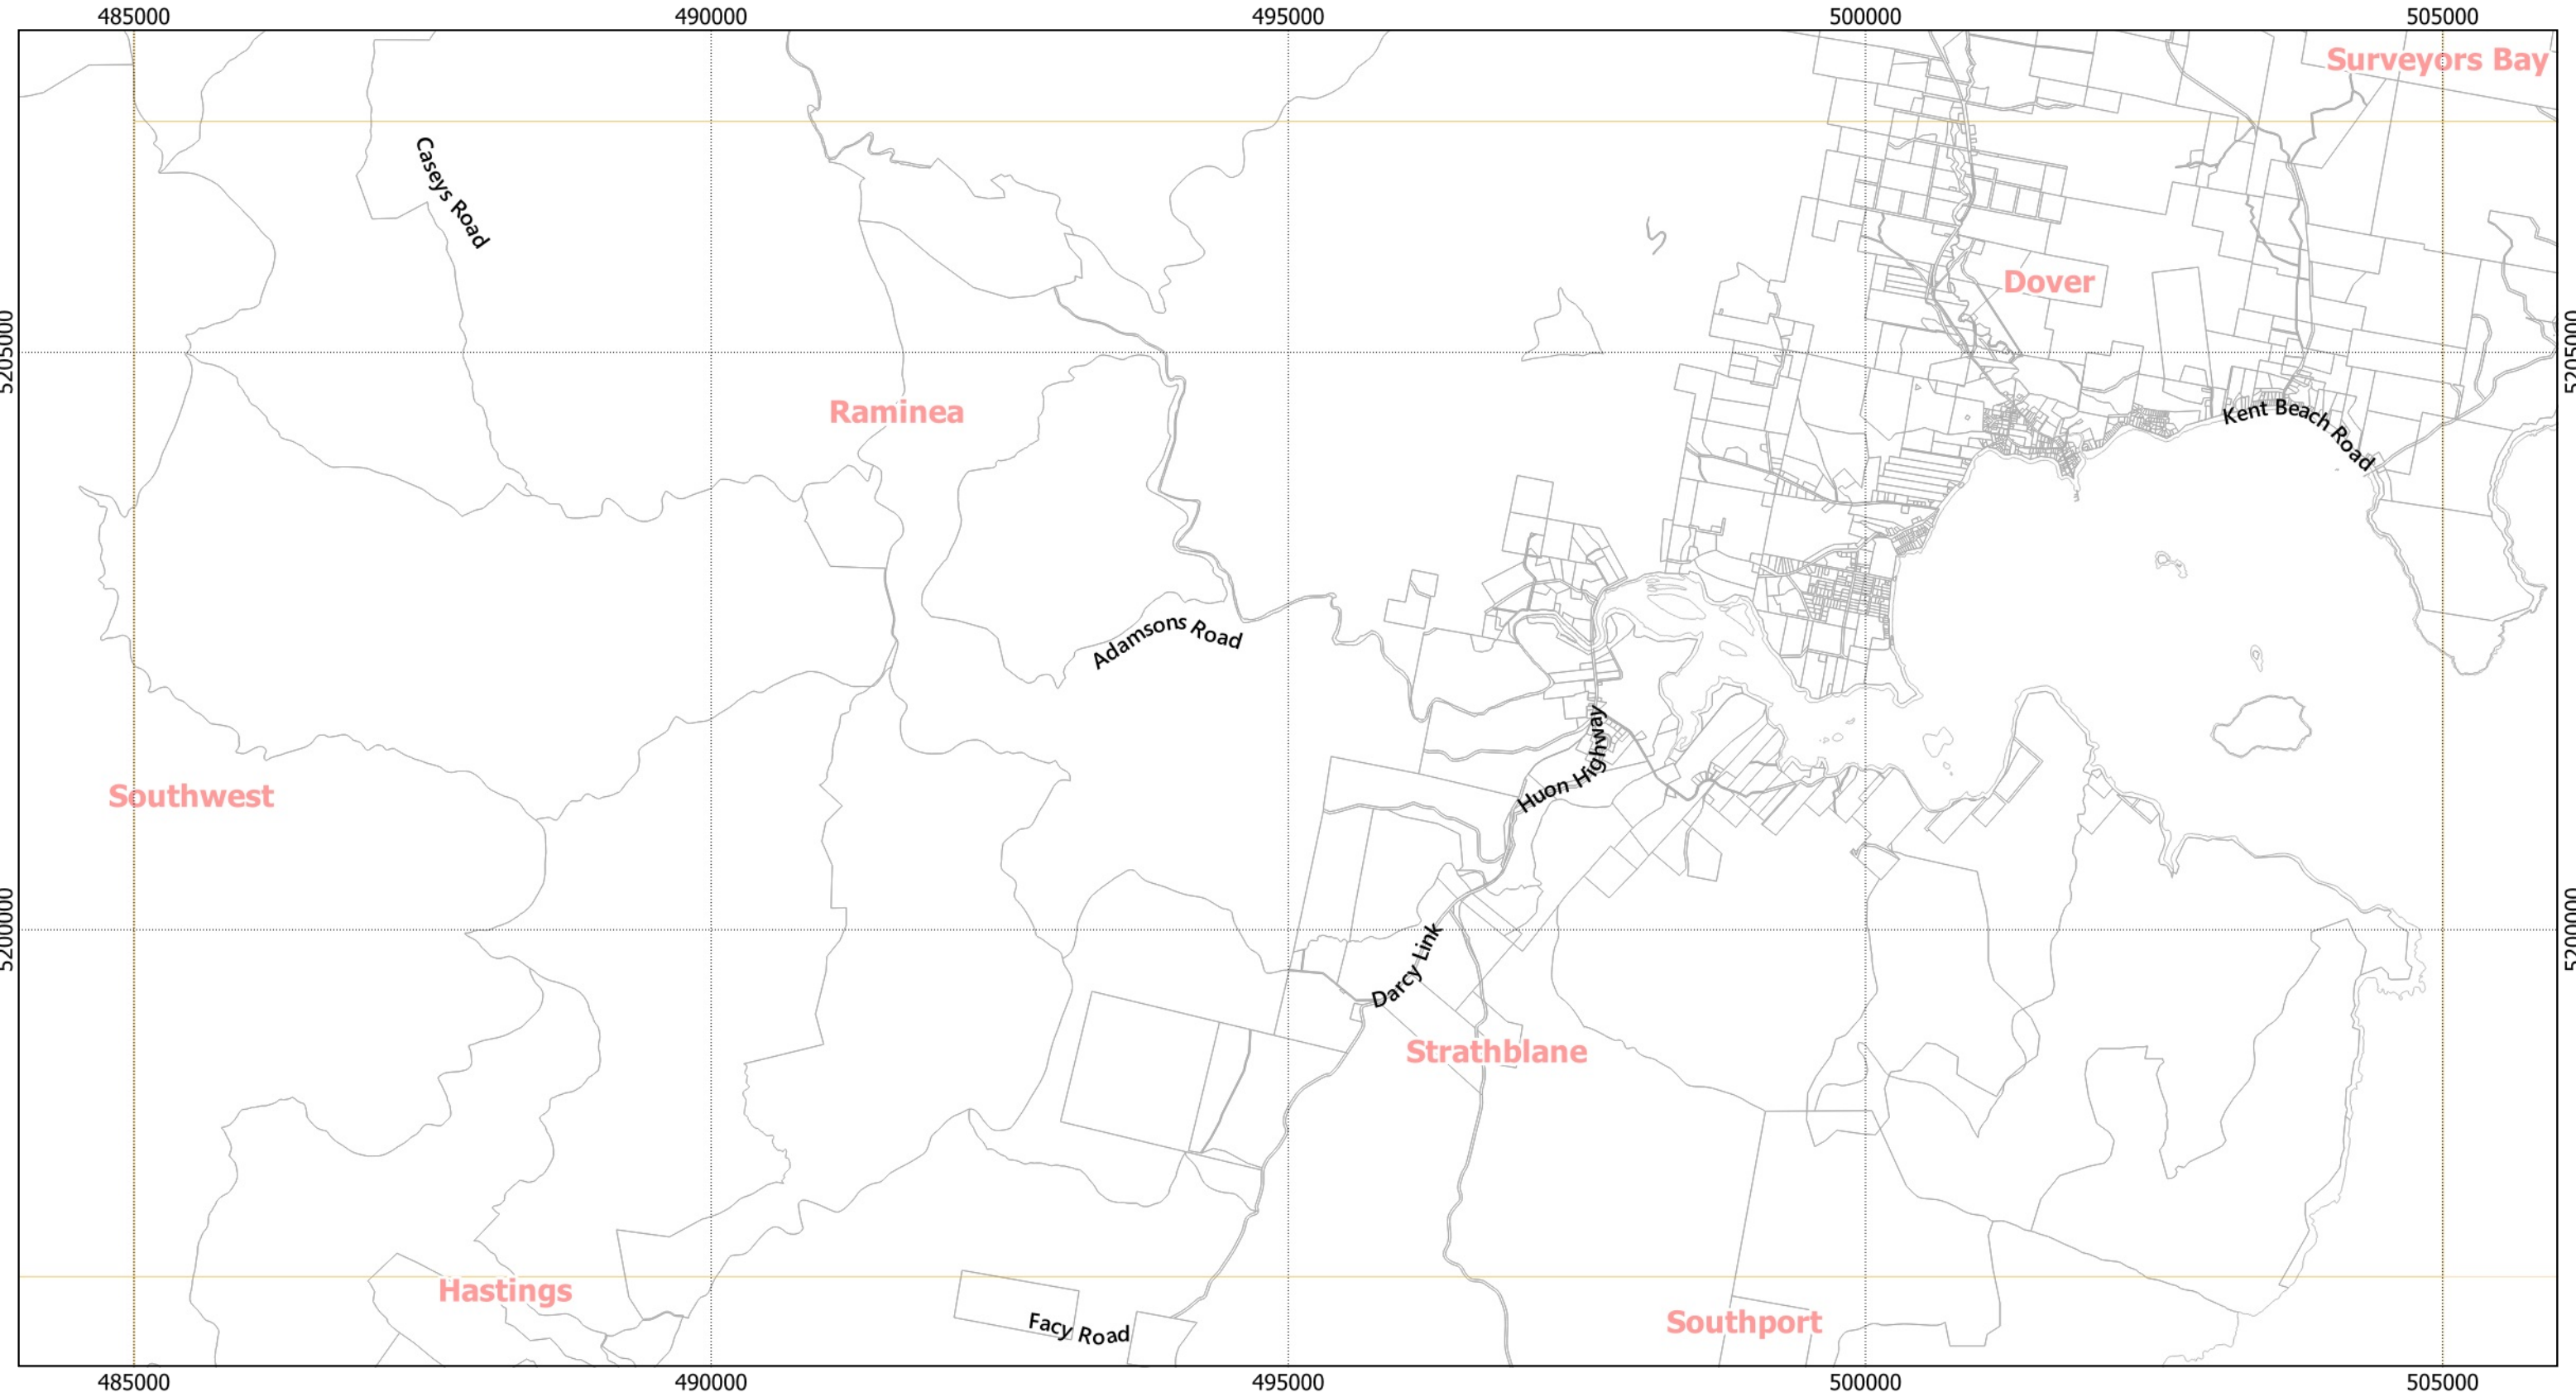 485000
490000
495000
500000
505000
Surveyors Bay
Caseys Road
Dover
5205000
5205000
Raminea
Kent Beach Road
Adamsons Road
Huon Highway
Southwest
5200000
5200000
Darcy Link
Strathblane
Hastings
Facy Road
Southport
485000
490000
495000
500000
505000